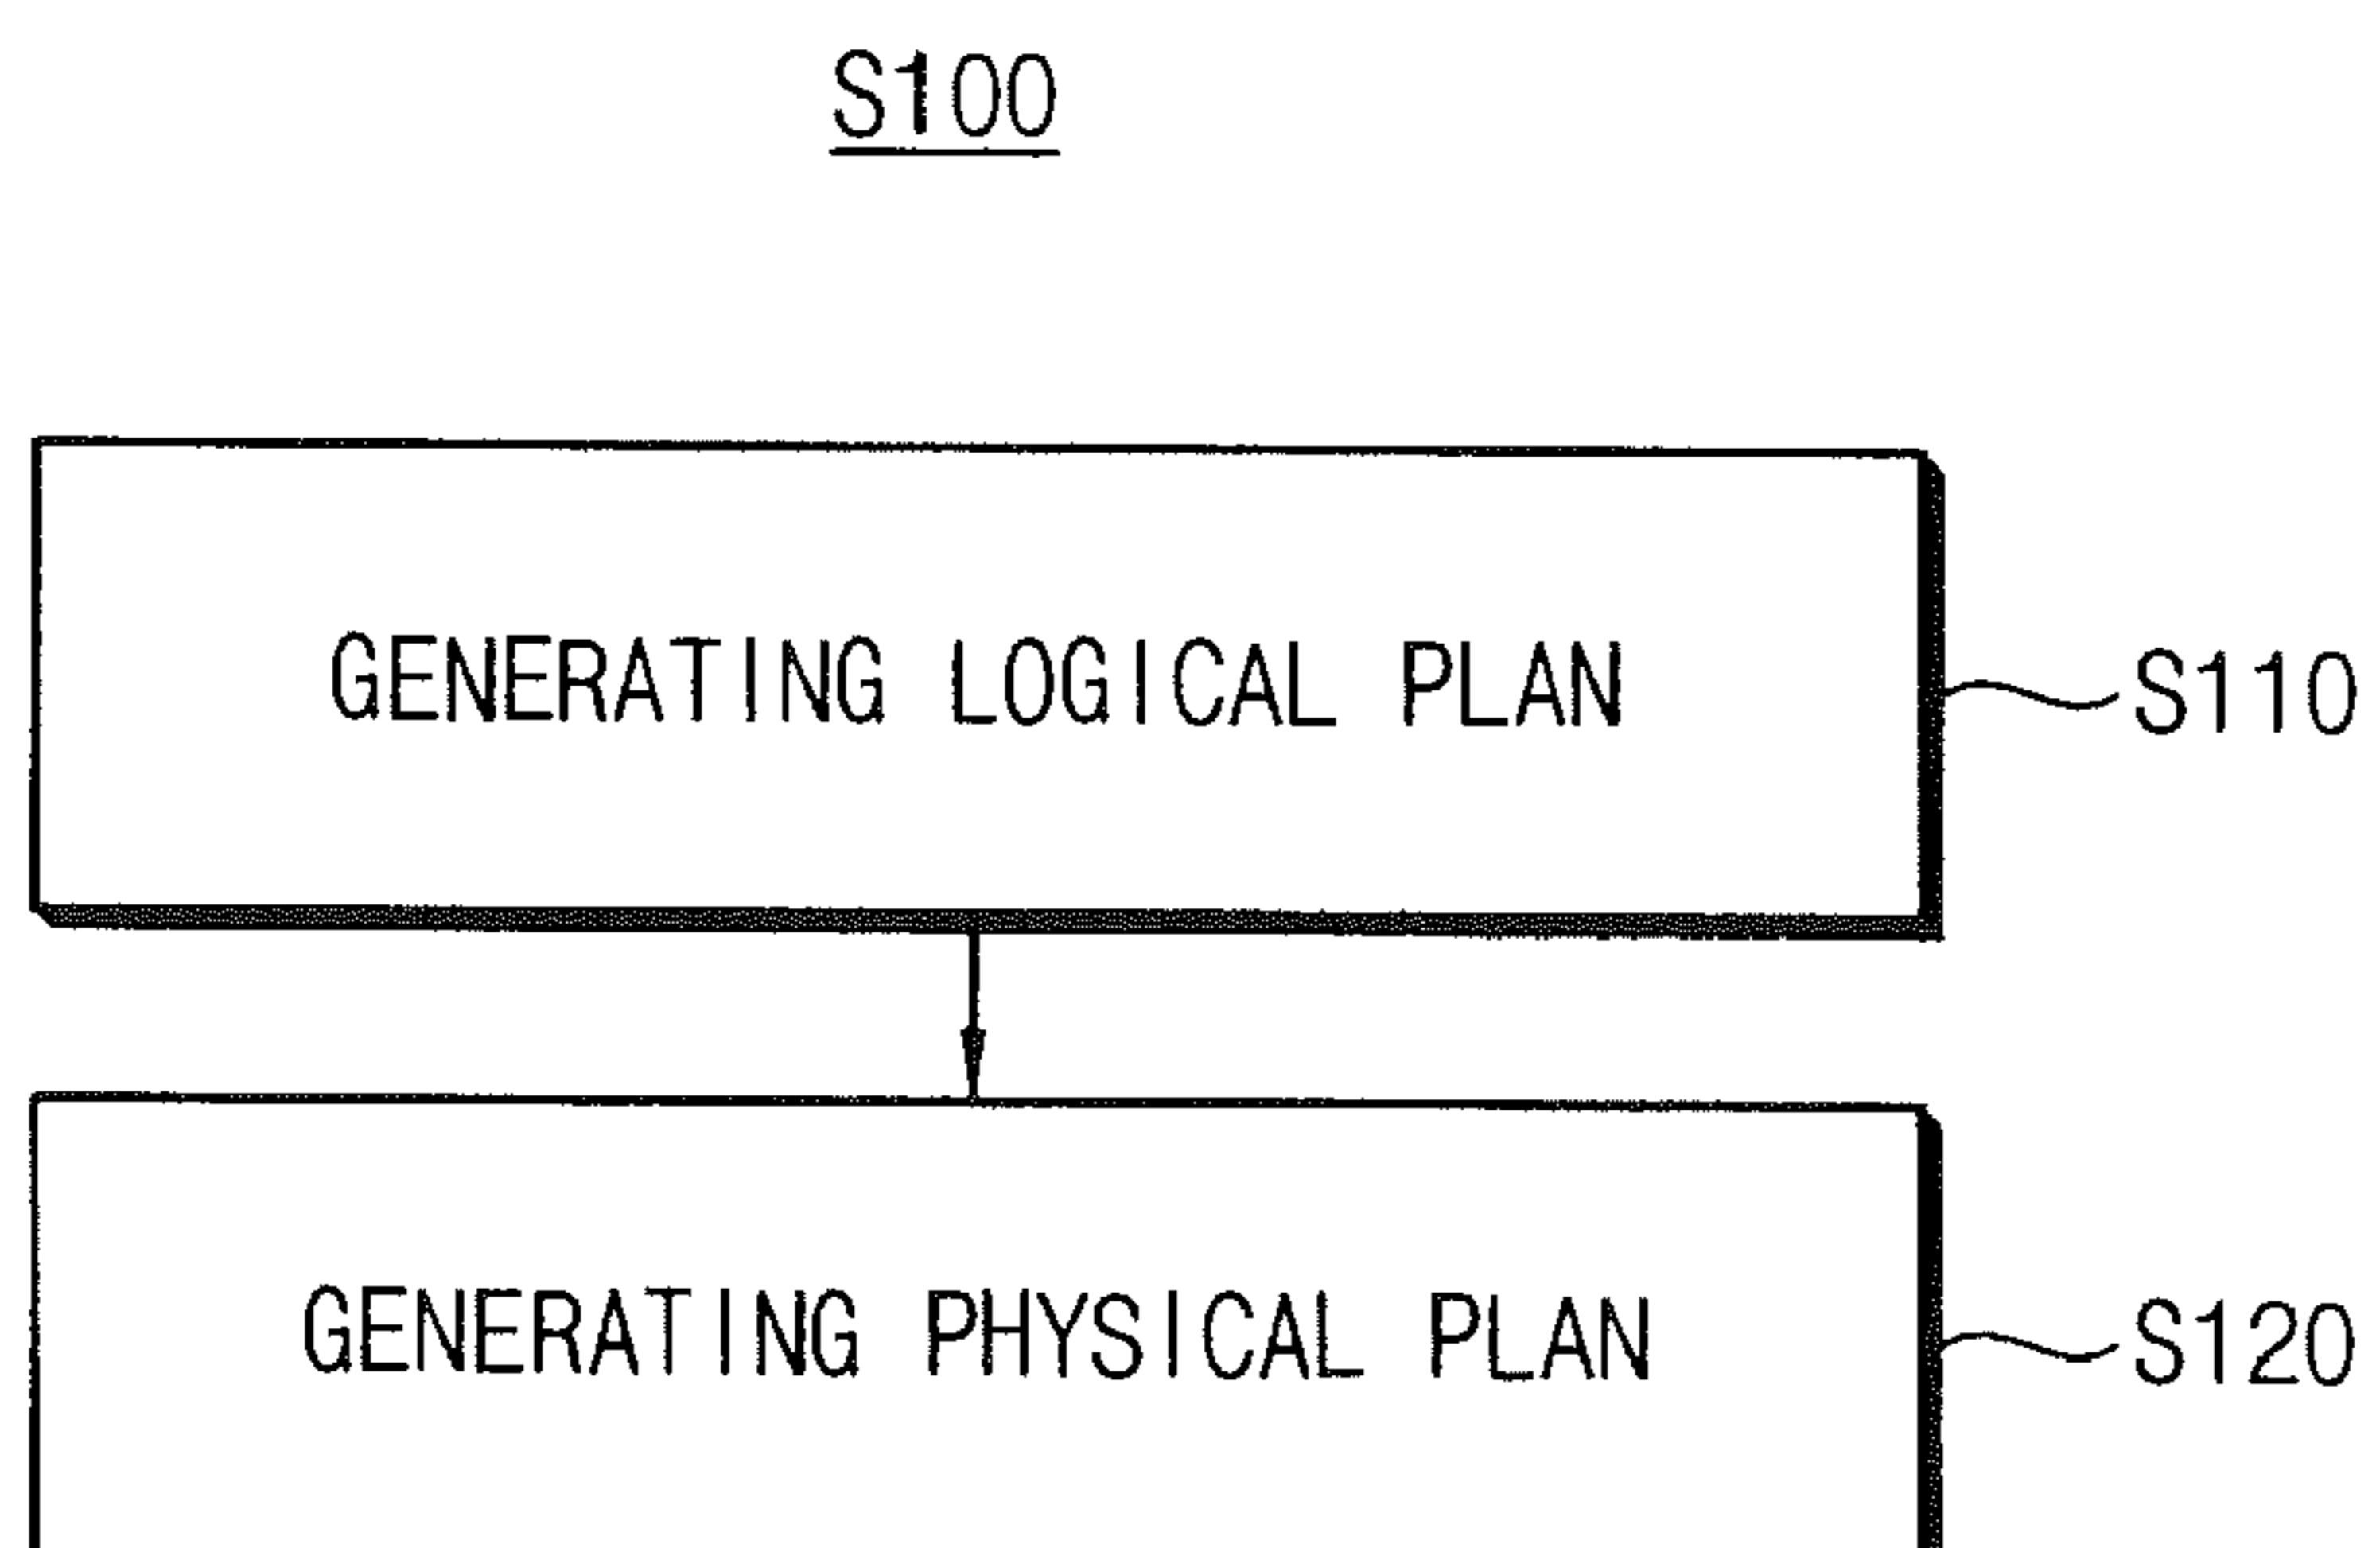 S100
GENERATING LOGICAL PLAN
S110
GENERATING PHYSICAL PLAN
S120